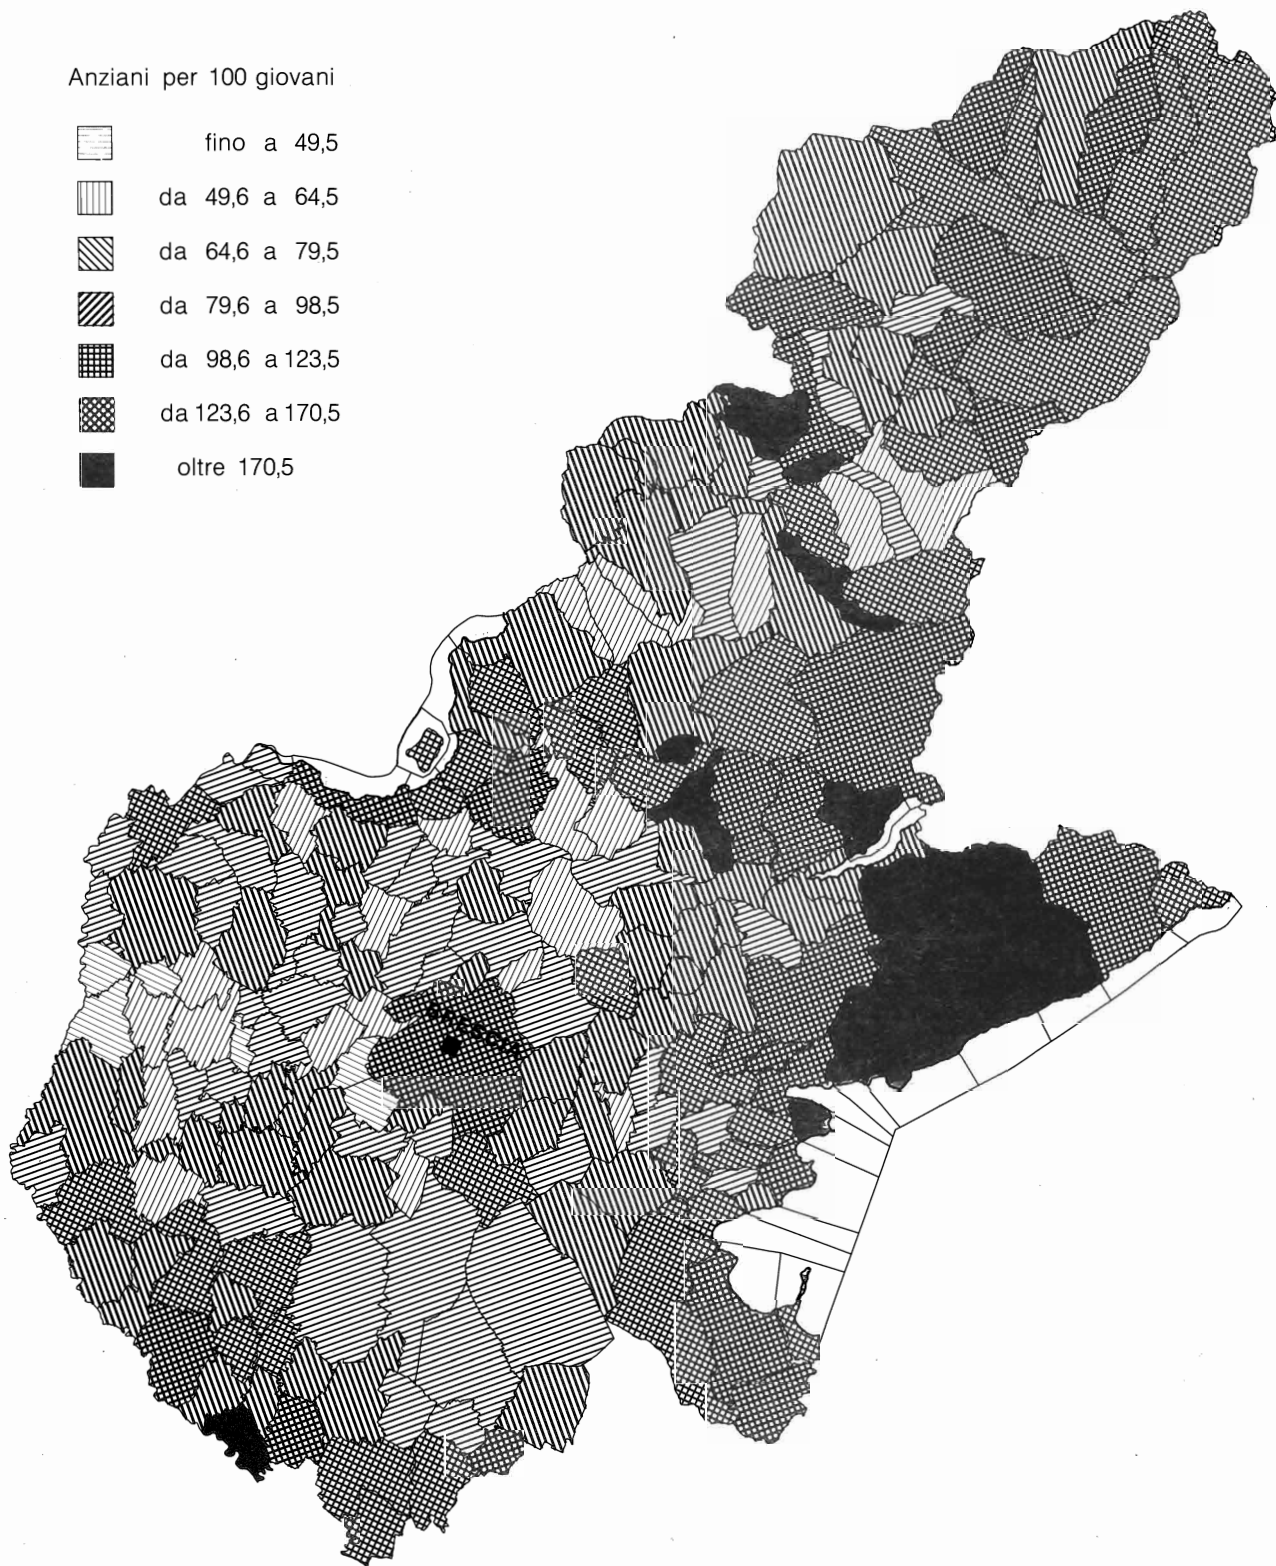 Anziani per 100 giovani
fino a 49,5
da 49,6 a 64,5
da 64,6 a 79,5
da 79,6 a 98,5
da 98,6 a 123,5
da 123,6 a 170,5
oltre 170,5